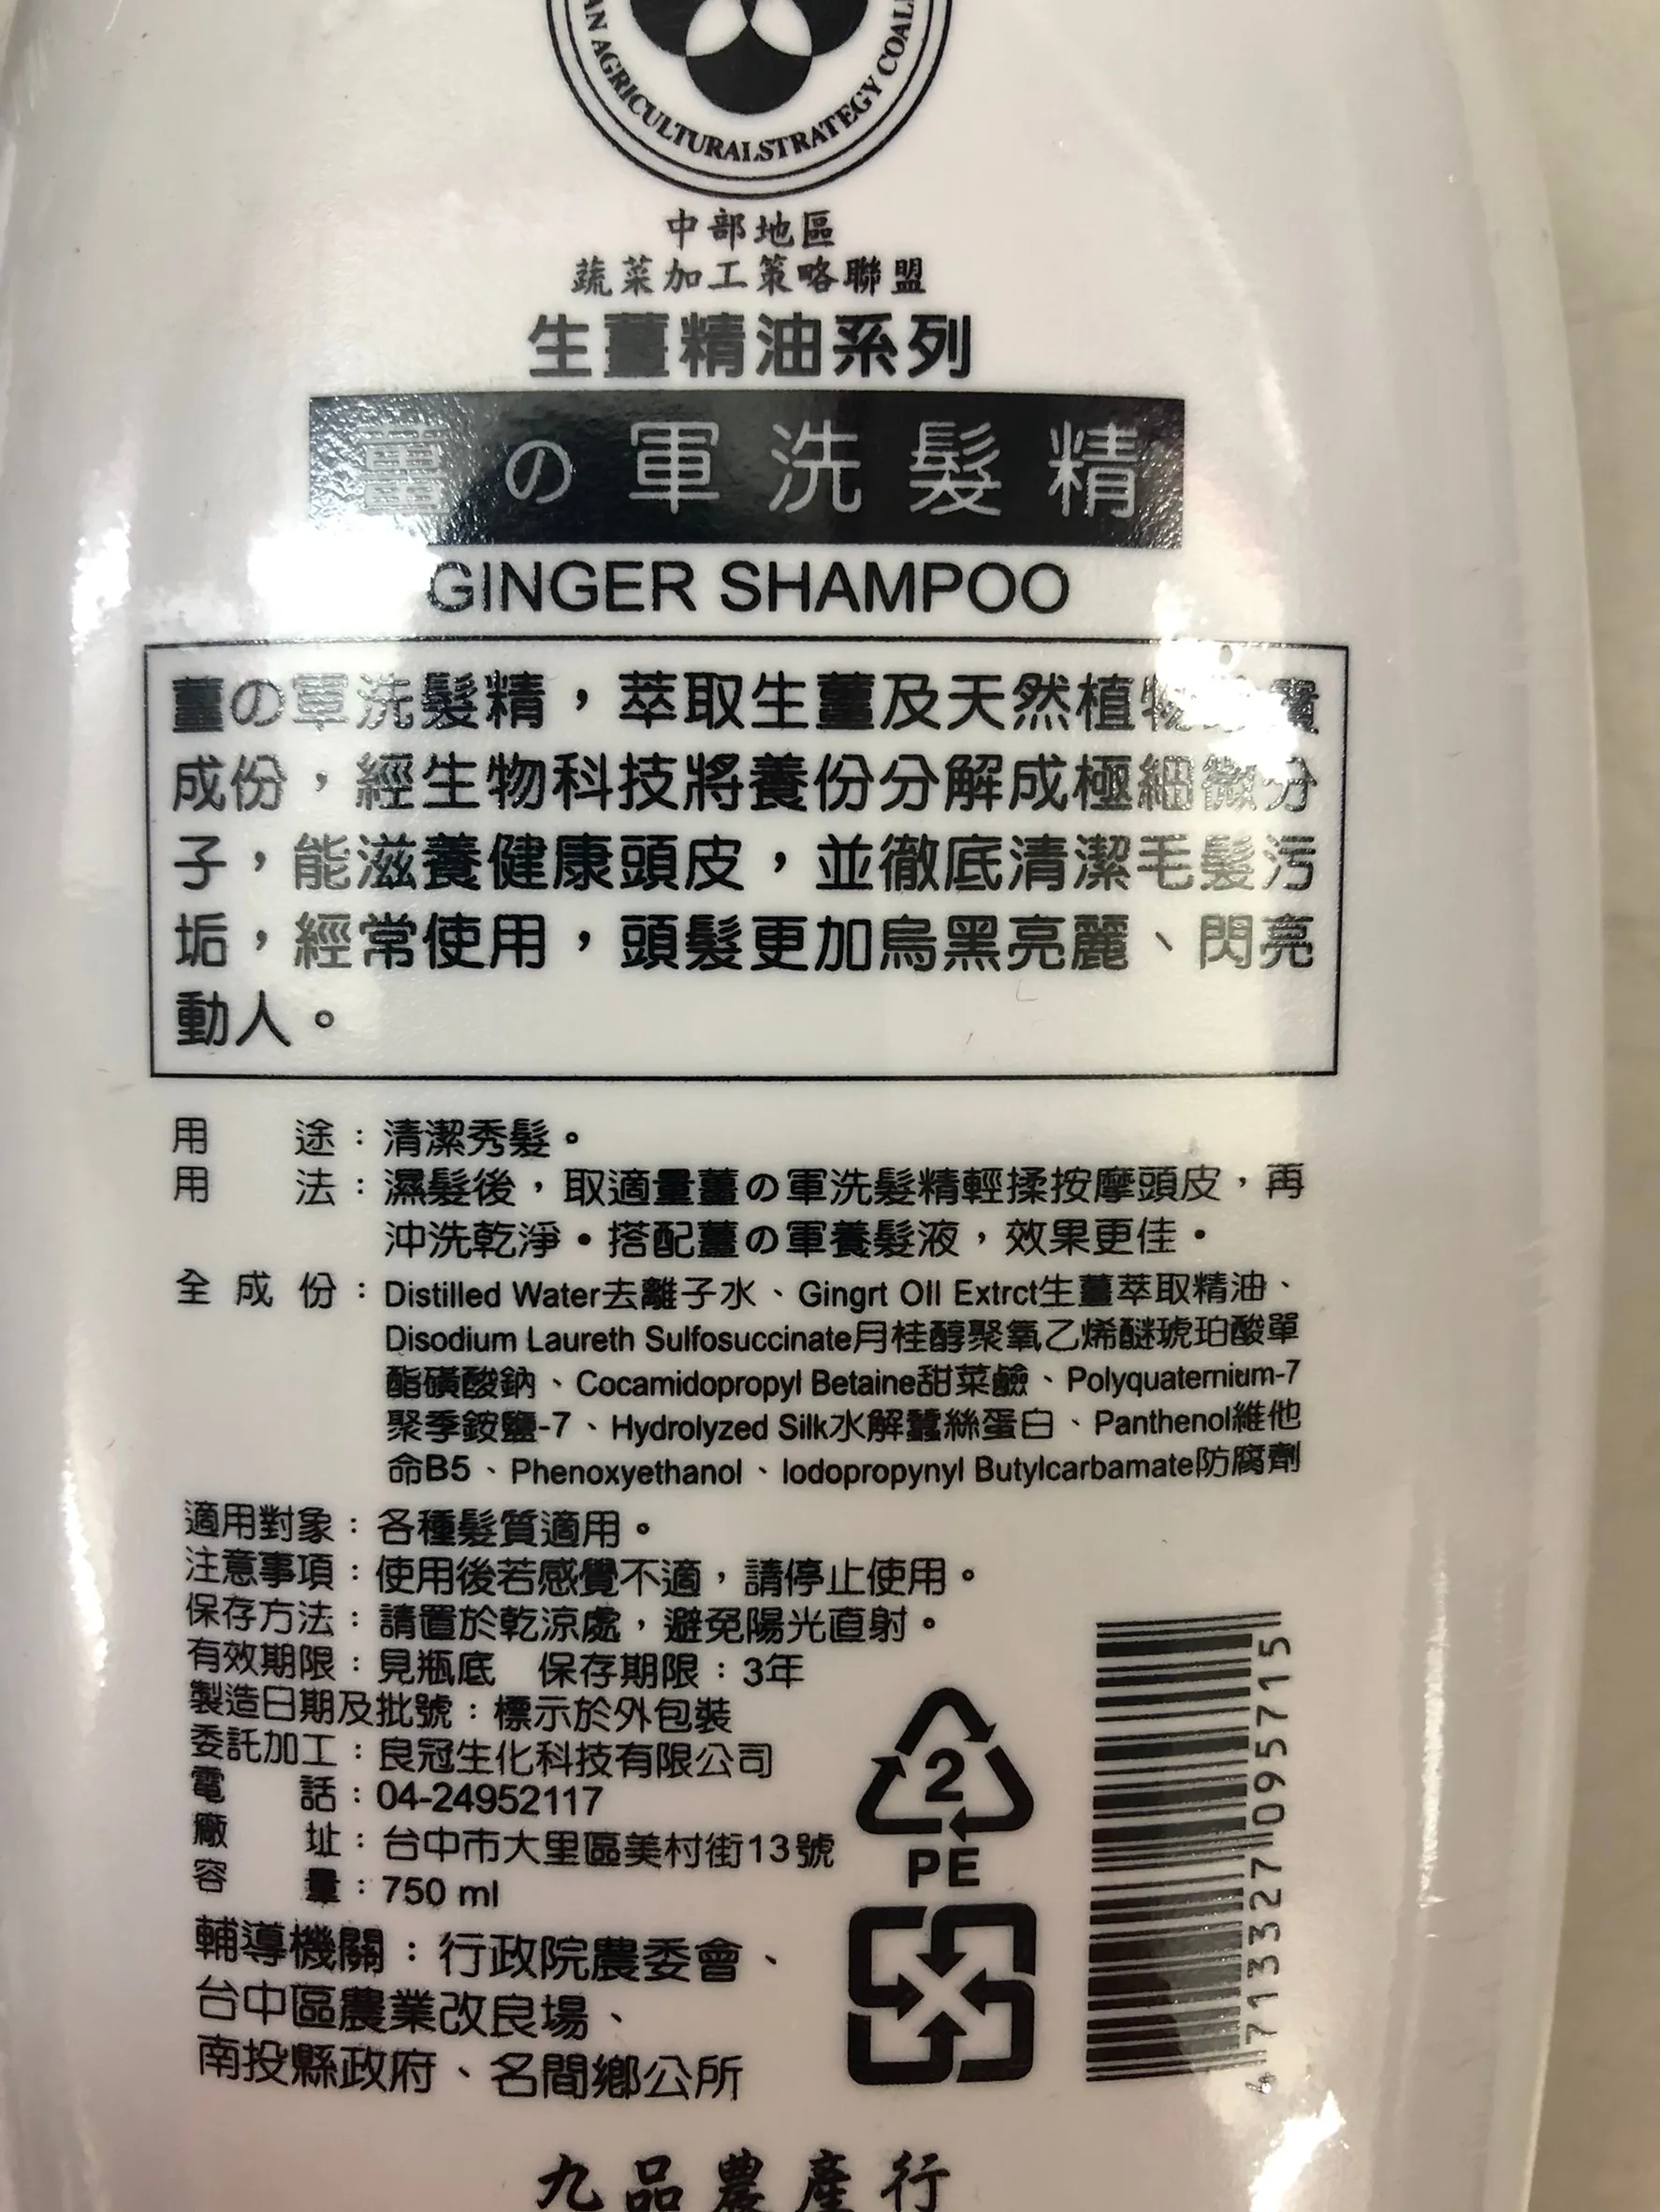 AN AGRICULTURALSTRATEGY COAL
中部地區
蔬菜加工策略聯盟
生薑精油系列
薑の軍洗髮精
GINGER SHAMPOO
薑の軍洗髮精,萃取生薑及天然植物
成份,經生物科技將養份分解成極細微分
子,能滋養健康頭皮,並徹底清潔毛髮污
垢,經常使用,頭髮更加烏黑亮麗、閃亮
動人。
用途:清潔秀髮。
用法:濕髮後,取適量薑の軍洗髮精輕揉按摩頭皮,再
沖洗乾淨。搭配薑の軍養髮液,效果更佳。
全成份:Distilled Water去離子水、Gingrt OIl Extrct生薑萃取精油、
Disodium Laureth Sulfosuccinate月桂醇聚氧乙烯醚琥珀酸單
酯磺酸鈉、Cocamidopropyl Betaine甜菜鹼、Polyquaternium-7
聚季銨鹽-7、Hydrolyzed Silk水解蠶絲蛋白、Panthenol維他
命B5、Phenoxyethanol、Iodopropynyl Butylcarbamate防腐劑
適用對象:各種髮質適用。
注意事項:使用後若感覺不適,請停止使用。
保存方法:請置於乾涼處,避免陽光直射。
有效期限:見瓶底 保存期限:3年
製造日期及批號:標示於外包裝
委託加工:良冠生化科技有限公司
電話:04-24952117
廠址:台中市大里區美村街13號
容量:750 ml
輔導機關:行政院農委會、
台中區農業改良場、
南投縣政府、名間鄉公所
2
PE
4713327095715
九品農產行